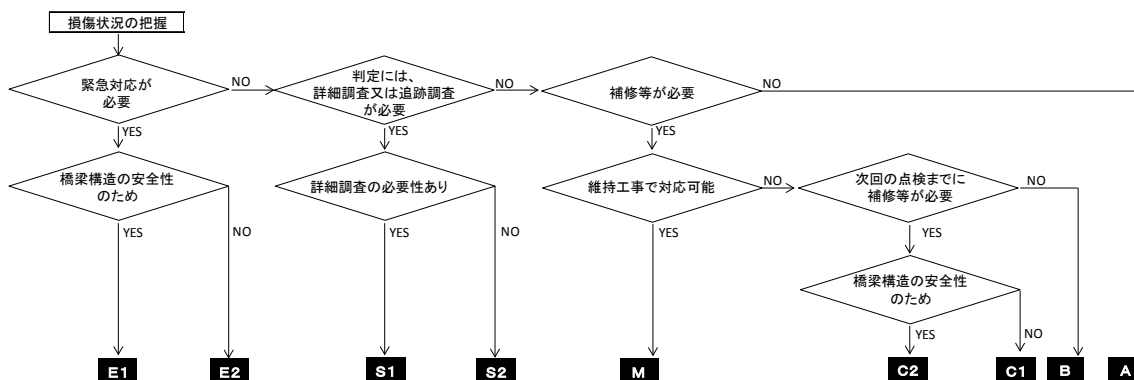 損傷状況の把握
緊急対応が
必要
NO
判定には、
詳細調査又は追跡調査
が必要
NO
補修等が必要
NO
YES
YES
YES
橋梁構造の安全性
のため
詳細調査の必要性あり
維持工事で対応可能
NO
次回の点検までに
補修等が必要
NO
YES
NO
YES
NO
YES
YES
橋梁構造の安全性
のため
YES
NO
E1
E2
S1
S2
M
C2
C1
B
A